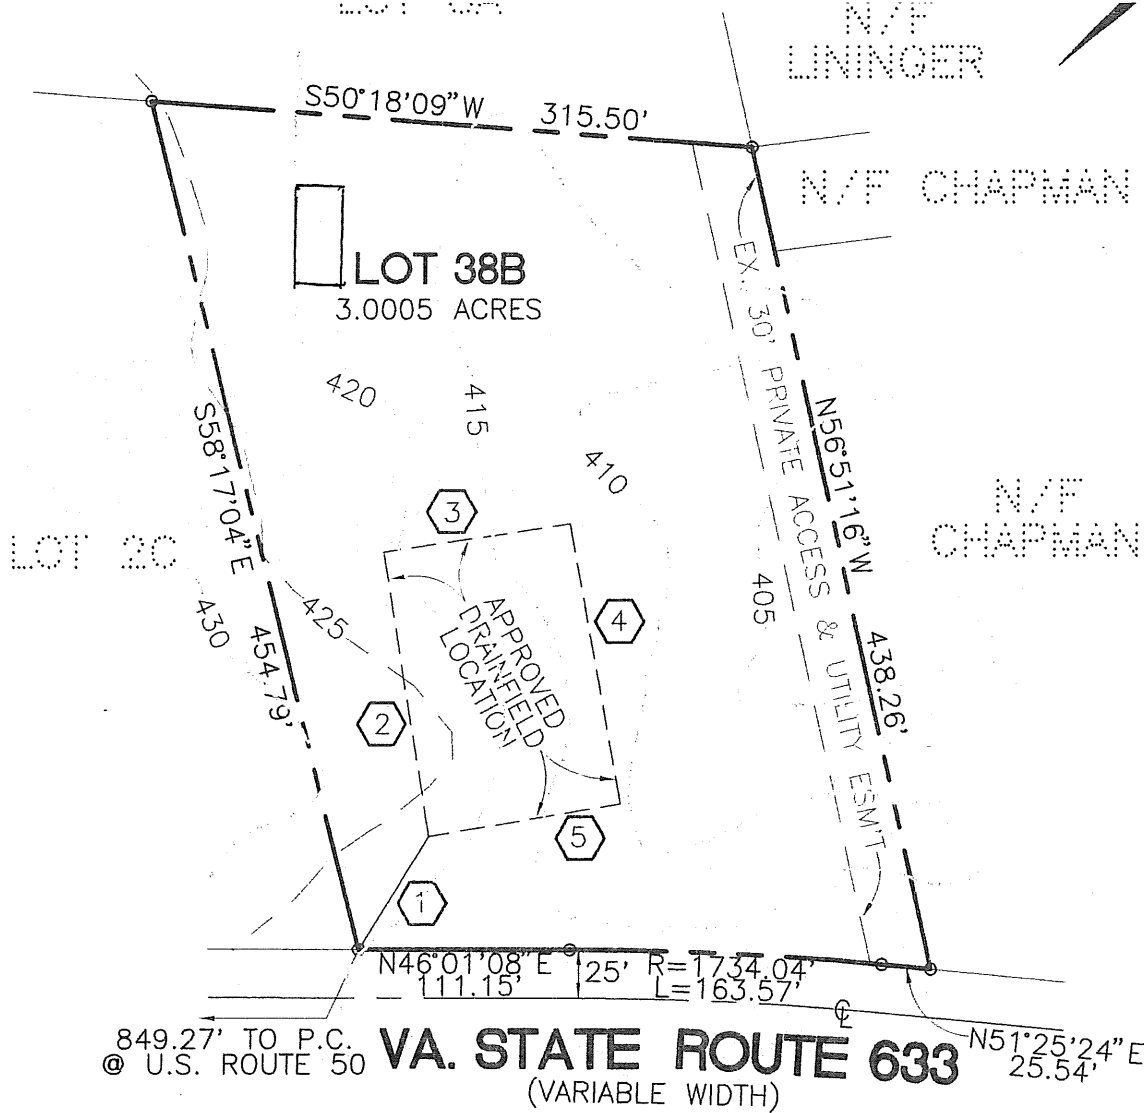 N/F
LININGER
S50°18'09"W 315.50'
N/F CHAPMAN
LOT 38B
3.0005 ACRES
EX. 30' PRIVATE ACCESS & UTILITY ESM'T
N56°51'16"W
438.26'
S58°17'04"E
454.79'
420
415
410
405
N/F
CHAPMAN
LOT 2C
430
425
3
4
2
5
1
APPROVED
DRAINFIELD
LOCATION
N46°01'08"E
111.15'
25'
R=1734.04'
L=163.57'
849.27' TO P.C.
@ U.S. ROUTE 50
VA. STATE ROUTE 633
(VARIABLE WIDTH)
N51°25'24"E
25.54'